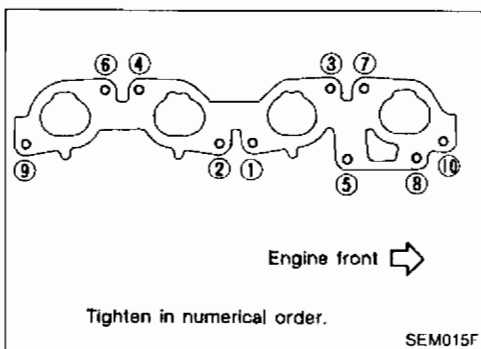 ⑥ ④ ③ ⑦
⑨ ② ① ⑤ ⑧ ⑩
Engine front
Tighten in numerical order.
SEM015F